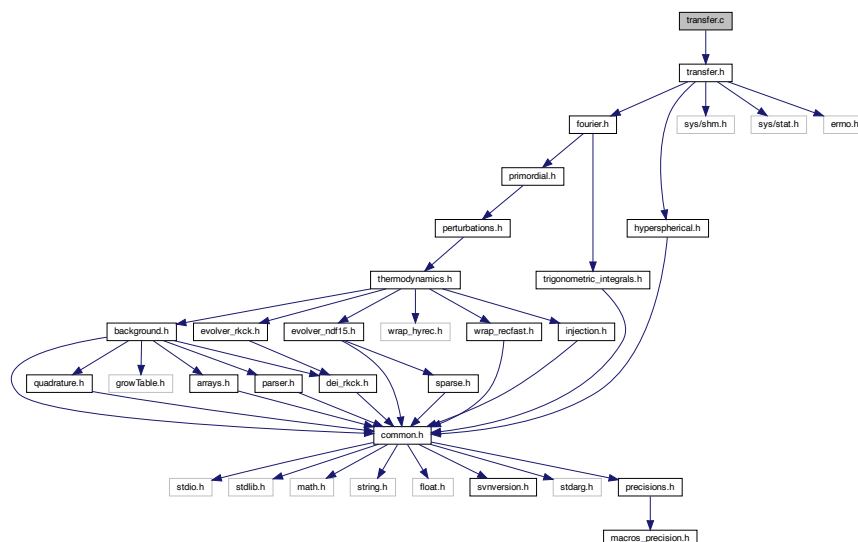 transfer.c
transfer.h
fourier.h
sys/shm.h
sys/stat.h
errno.h
primordial.h
perturbations.h
hyperspherical.h
thermodynamics.h
trigonometric_integrals.h
background.h
evolver_rkck.h
evolver_ndf15.h
wrap_hyrec.h
wrap_recfast.h
injection.h
quadrature.h
growTable.h
arrays.h
parser.h
dei_rkck.h
sparse.h
common.h
stdio.h
stdlib.h
math.h
string.h
float.h
svnversion.h
stdarg.h
precisions.h
macros_precision.h